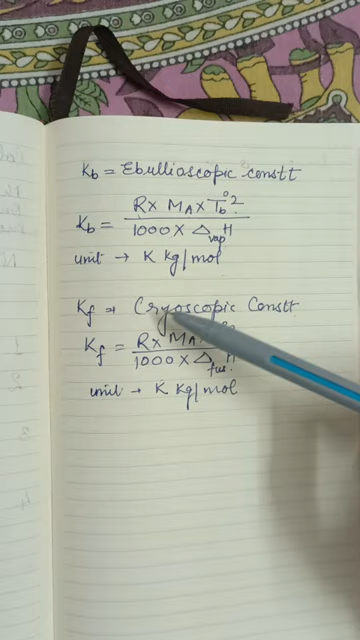 Kb = Ebullioscopic constt
Kb = R× MA × Tb°2 / 1000 × ΔvapH
unit → K kg/mol
Kf → Cryoscopic Constt
Kf = R× MA × / 1000 × Δfus. H
unit → K kg/mol